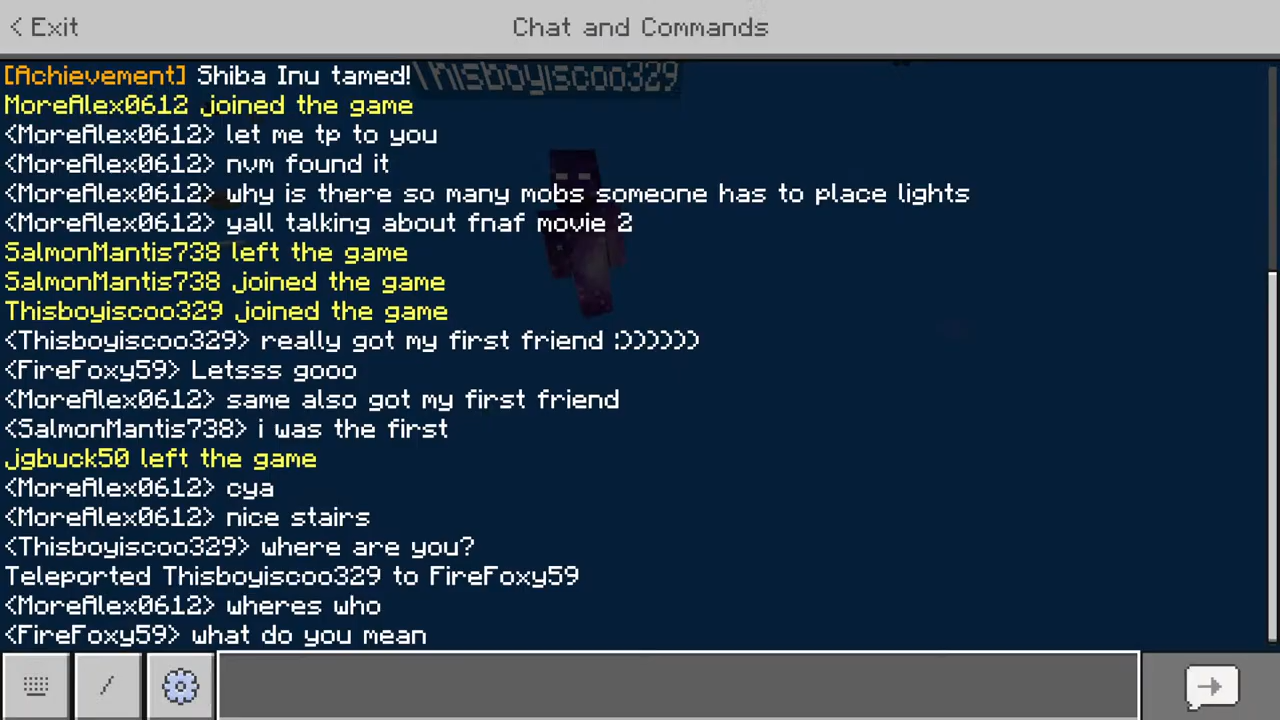 < Exit
Chat and Commands
Thisboyiscoo329
[Achievement] Shiba Inu tamed!
MoreAlex0612 joined the game
<MoreAlex0612> let me tp to you
<MoreAlex0612> nvm found it
<MoreAlex0612> why is there so many mobs someone has to place lights
<MoreAlex0612> yall talking about fnaf movie 2
SalmonMantis738 left the game
SalmonMantis738 joined the game
Thisboyiscoo329 joined the game
<Thisboyiscoo329> really got my first friend :))))))
<FireFoxy59> Letsss gooo
<MoreAlex0612> same also got my first friend
<SalmonMantis738> i was the first
jgbuck50 left the game
<MoreAlex0612> cya
<MoreAlex0612> nice stairs
<Thisboyiscoo329> where are you?
Teleported Thisboyiscoo329 to FireFoxy59
<MoreAlex0612> wheres who
<FireFoxy59> what do you mean
/